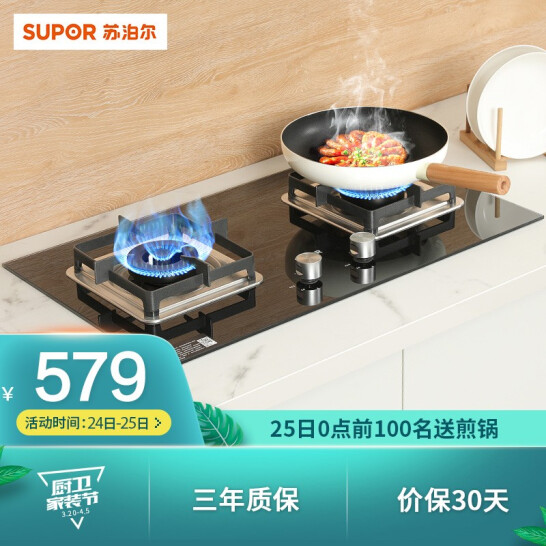 SUPOR 苏泊尔
¥579
活动时间:24日-25日
25日0点前100名送煎锅
厨卫
家装节
3.20-4.5
三年质保
价保30天